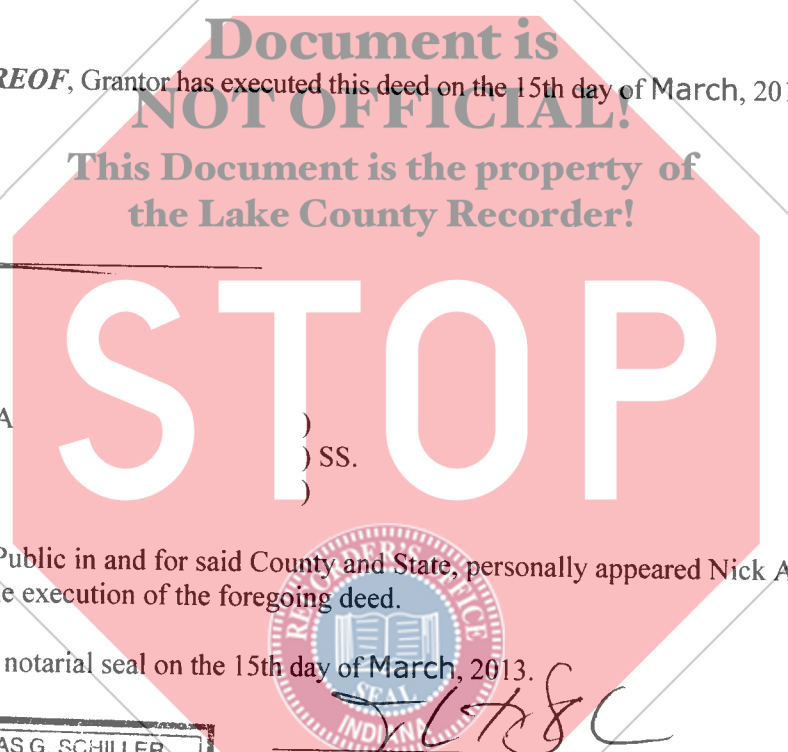 Document is
REOF, Grantor has executed this deed on the 15th day of March, 201
NOT OFFICIAL!
This Document is the property of
the Lake County Recorder!
STOP
A )
) SS.
)
Public in and for said County and State, personally appeared Nick A
e execution of the foregoing deed.
RECORDER'S OFFICE
notarial seal on the 15th day of March, 2013.
SEAL
INDIANA
AS G. SCHILLER